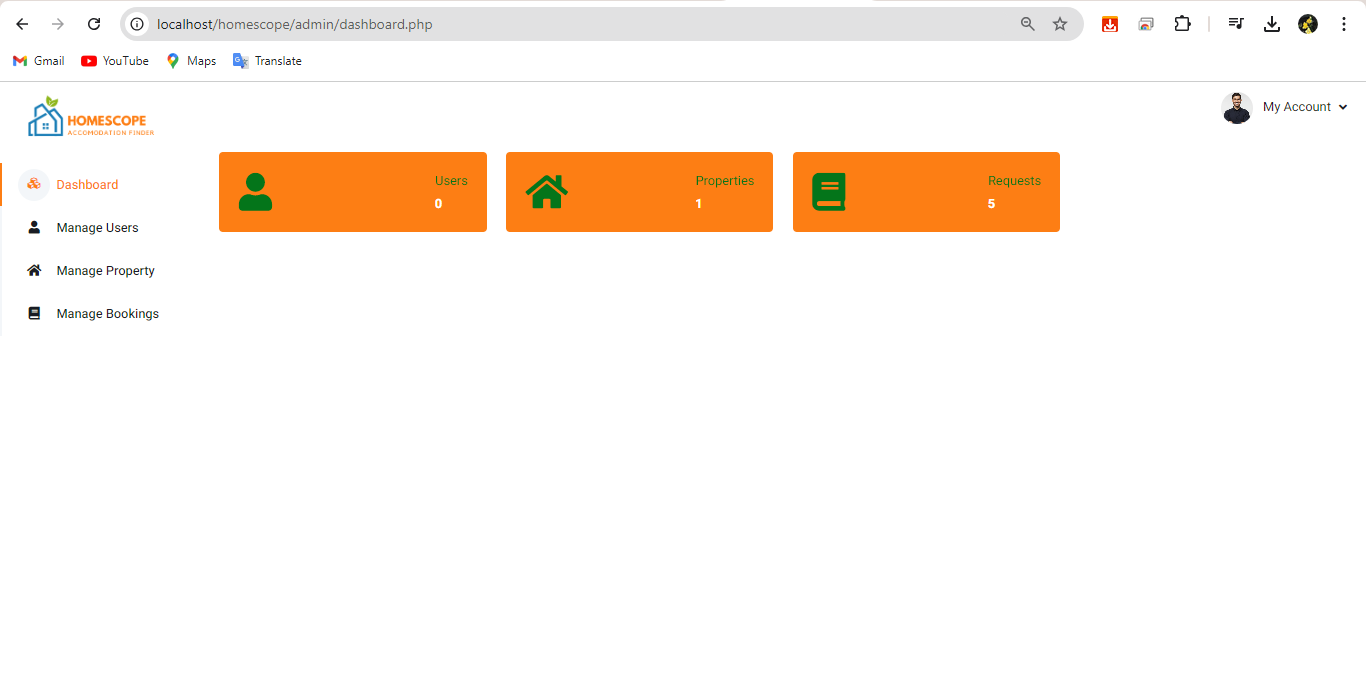 localhost/homescope/admin/dashboard.php
Gmail YouTube Maps Translate
HOMESCOPE
ACCOMODATION FINDER
My Account
Dashboard
Manage Users
Manage Property
Manage Bookings
Users
0
Properties
1
Requests
5